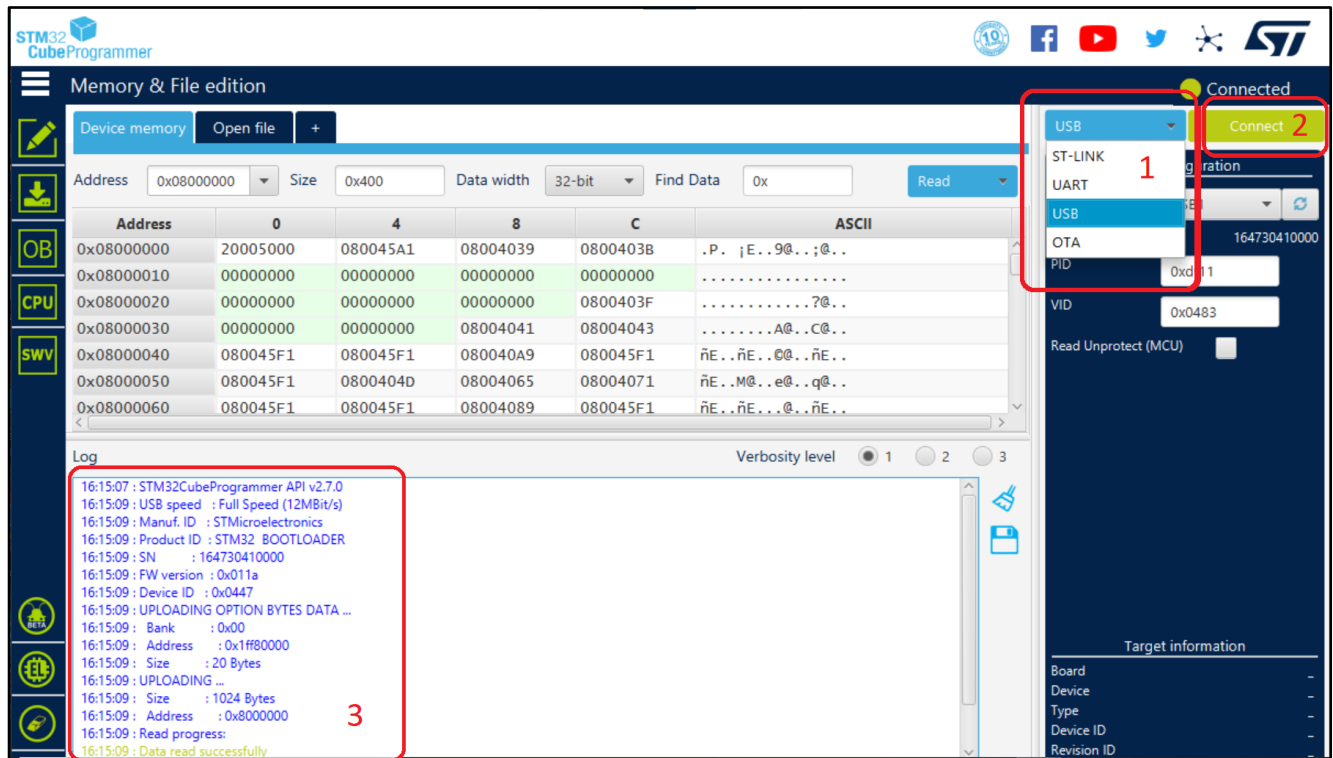 STM32
CubeProgrammer
10
ST
Memory & File edition
Connected
Device memory Open file +
USB
Connect 2
Address 0x08000000 Size 0x400 Data width 32-bit Find Data 0x Read
ST-LINK
UART
USB
OTA
1
guration
164730410000
PID 0xd 11
VID 0x0483
Read Unprotect (MCU)
Address 0 4 8 C ASCII
0x08000000 20005000 080045A1 08004039 0800403B .P. ¡E..9@..;@..
0x08000010 00000000 00000000 00000000 00000000 ................
0x08000020 00000000 00000000 00000000 0800403F ............?@..
0x08000030 00000000 00000000 08004041 08004043 ........A@..C@..
0x08000040 080045F1 080045F1 080040A9 080045F1 ñE..ñE..©@..ñE..
0x08000050 080045F1 0800404D 08004065 08004071 ñE..M@..e@..q@..
0x08000060 080045F1 080045F1 08004089 080045F1 ñE..ñE...@..ñE..
OB
CPU
SWV
BETA
Log Verbosity level 1 2 3
16:15:07 : STM32CubeProgrammer API v2.7.0
16:15:09 : USB speed : Full Speed (12MBit/s)
16:15:09 : Manuf. ID : STMicroelectronics
16:15:09 : Product ID : STM32 BOOTLOADER
16:15:09 : SN : 164730410000
16:15:09 : FW version : 0x011a
16:15:09 : Device ID : 0x0447
16:15:09 : UPLOADING OPTION BYTES DATA ...
16:15:09 : Bank : 0x00
16:15:09 : Address : 0x1ff80000
16:15:09 : Size : 20 Bytes
16:15:09 : UPLOADING ...
16:15:09 : Size : 1024 Bytes
16:15:09 : Address : 0x8000000
16:15:09 : Read progress:
16:15:09 : Data read successfully
3
Target information
Board _
Device _
Type _
Device ID _
Revision ID _